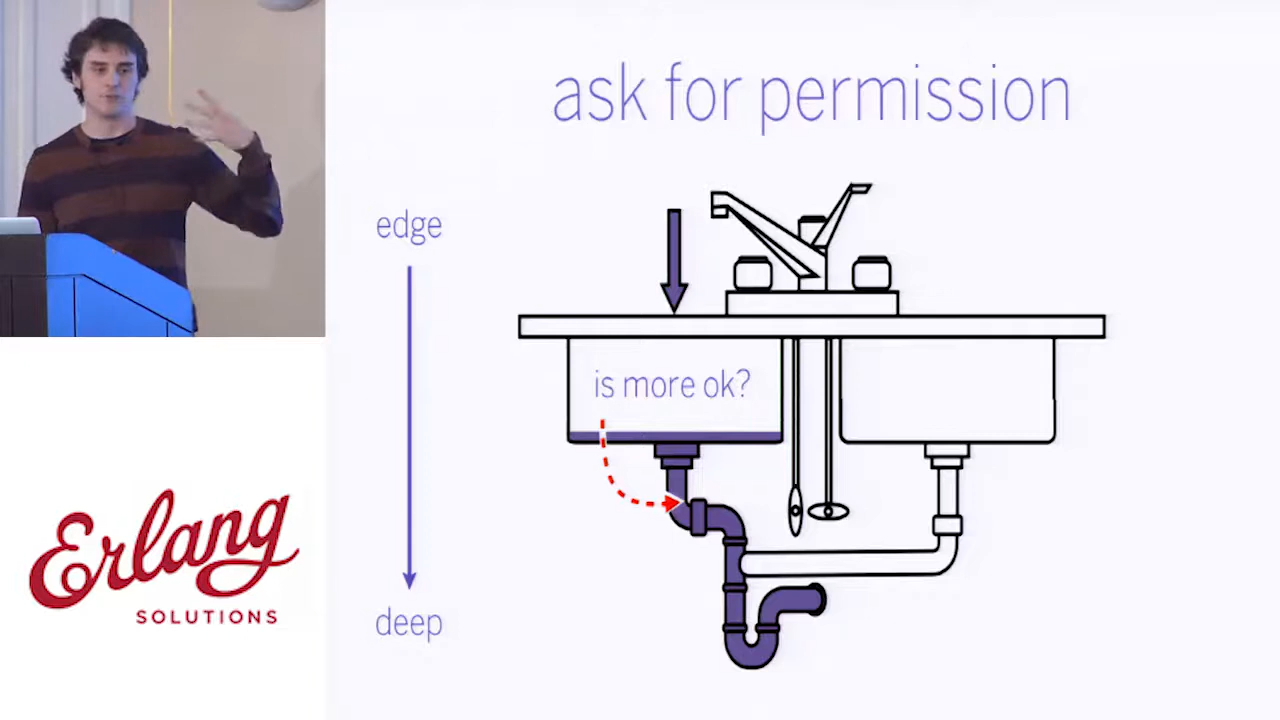 ask for permission
edge
is more ok?
deep
Erlang
SOLUTIONS